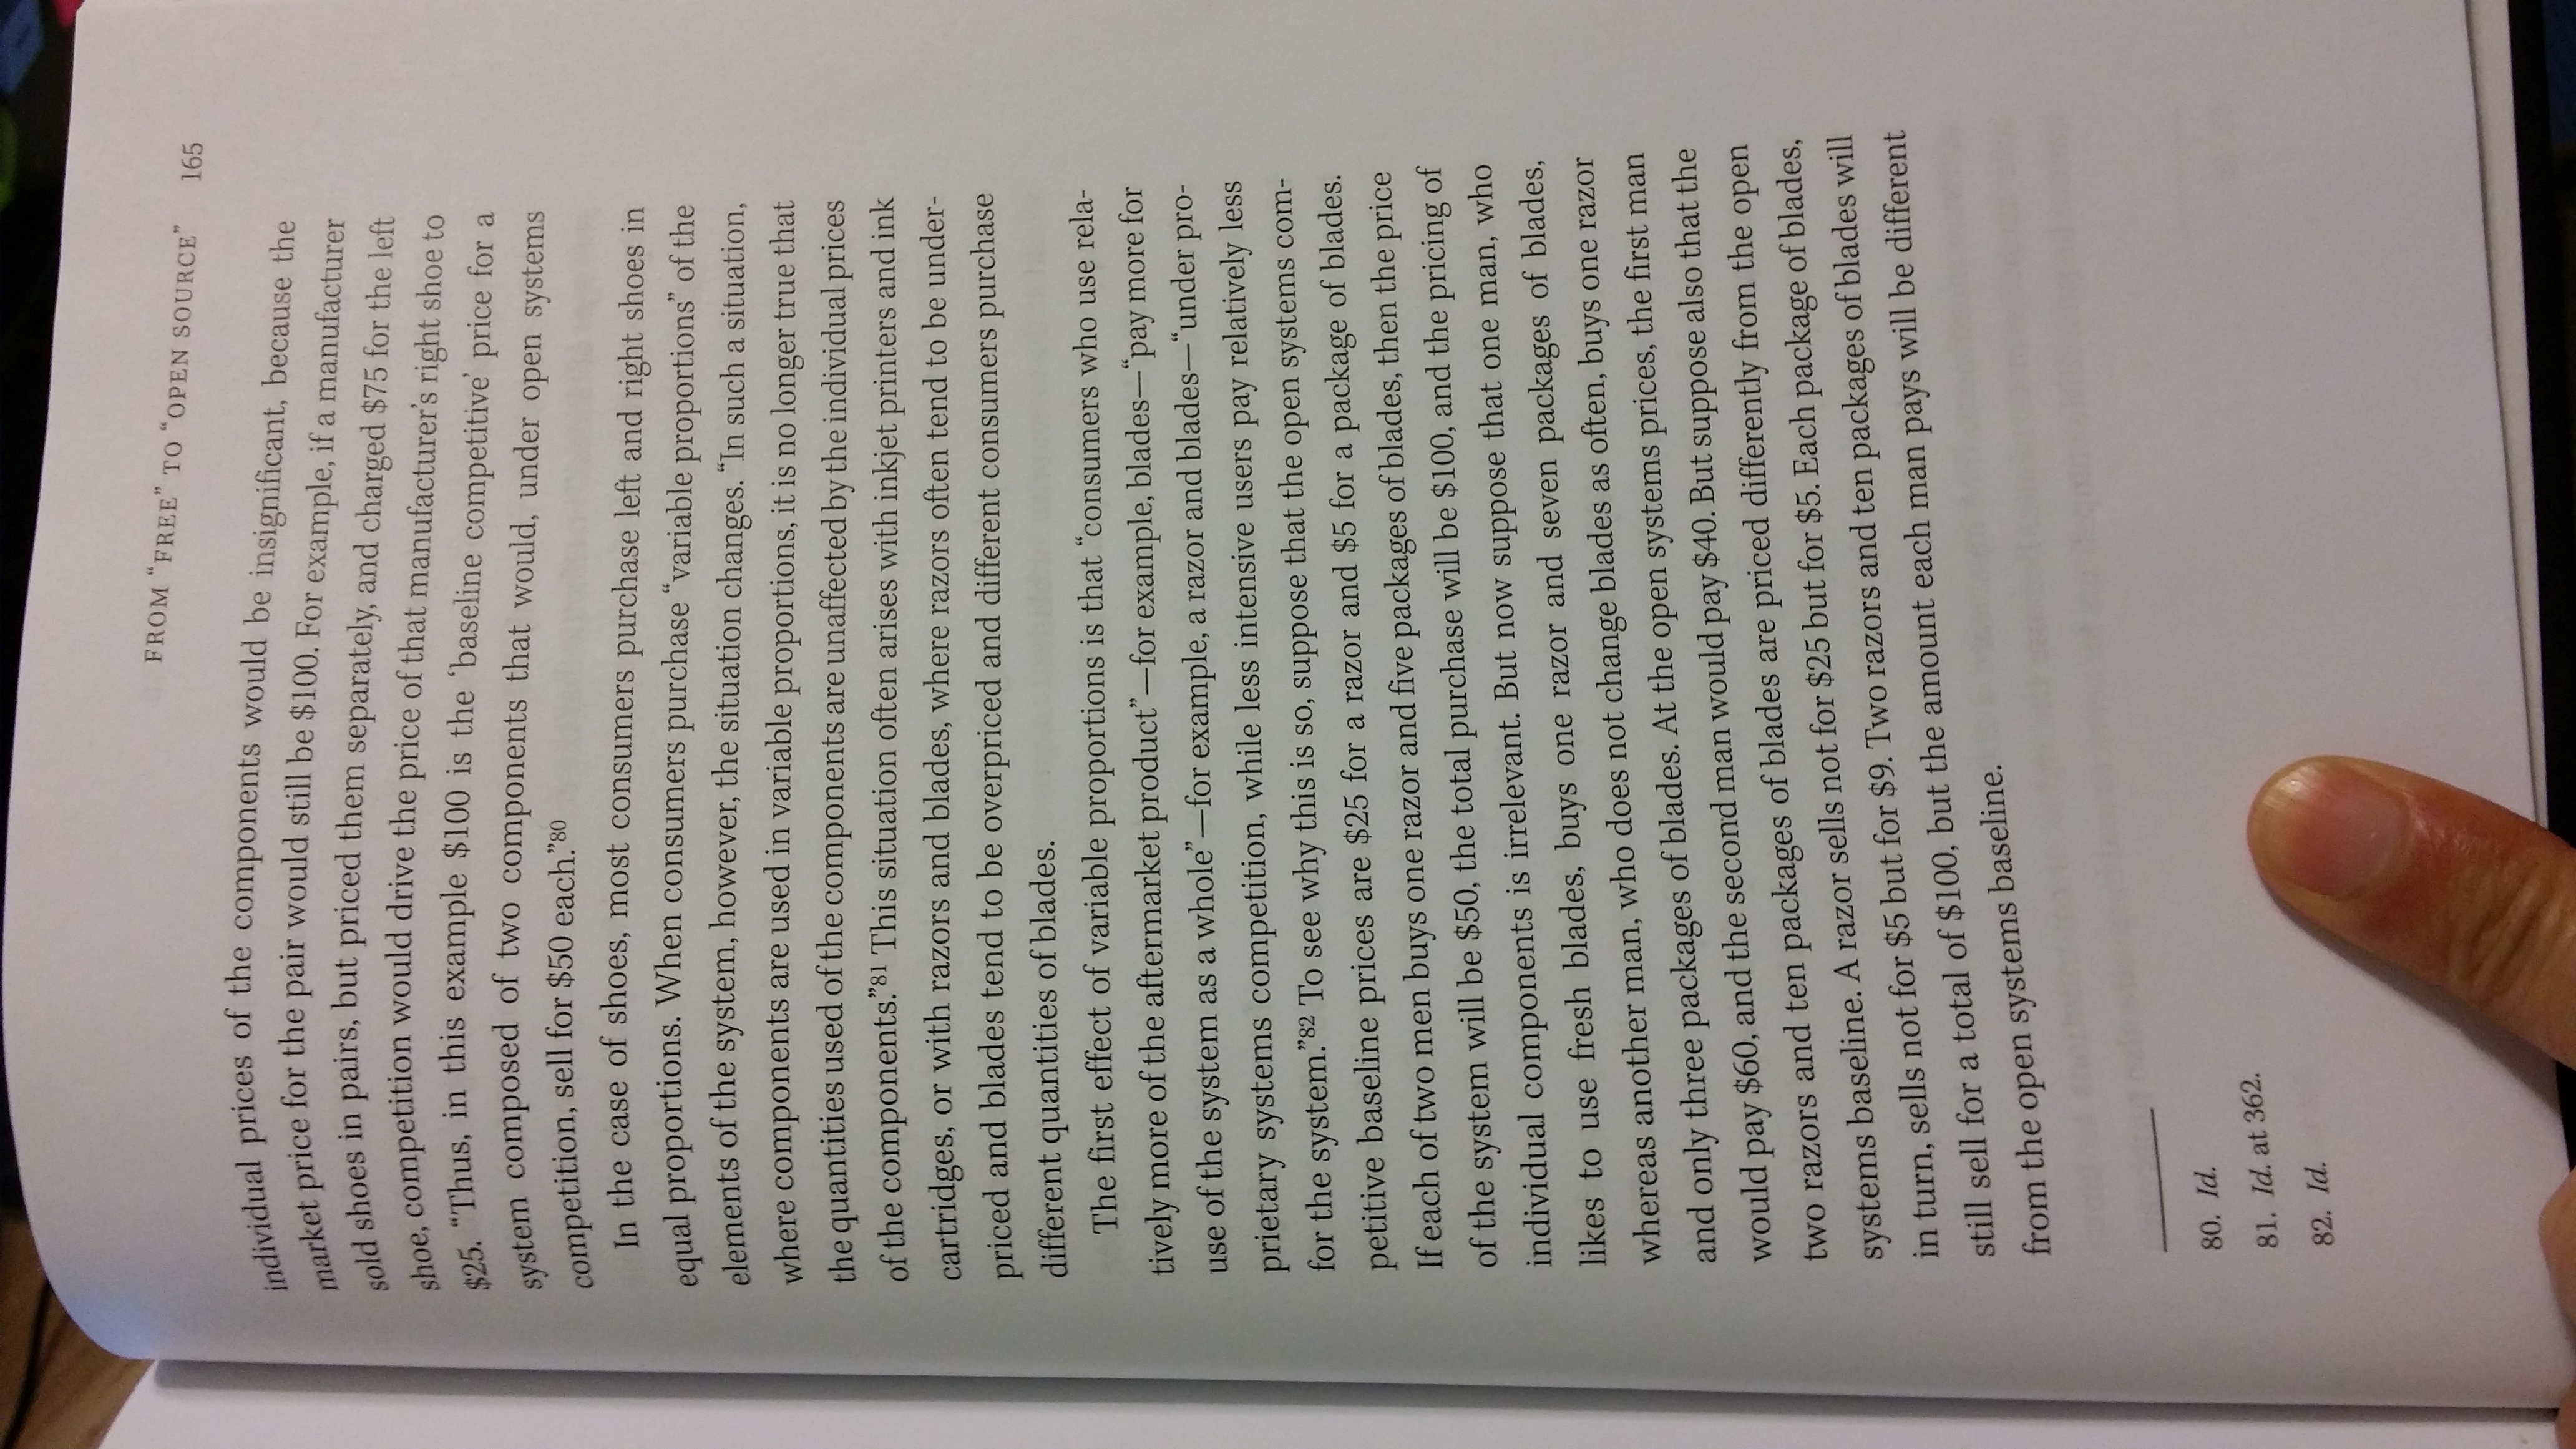 FROM “FREE” TO “OPEN SOURCE” 165
individual prices of the components would be insignificant, because the
market price for the pair would still be $100. For example, if a manufacturer
sold shoes in pairs, but priced them separately, and charged $75 for the left
shoe, competition would drive the price of that manufacturer’s right shoe to
$25. “Thus, in this example $100 is the ‘baseline competitive’ price for a
system composed of two components that would, under open systems
competition, sell for $50 each.”80
In the case of shoes, most consumers purchase left and right shoes in
equal proportions. When consumers purchase “variable proportions” of the
elements of the system, however, the situation changes. “In such a situation,
where components are used in variable proportions, it is no longer true that
the quantities used of the components are unaffected by the individual prices
of the components.”81 This situation often arises with inkjet printers and ink
cartridges, or with razors and blades, where razors often tend to be under-
priced and blades tend to be overpriced and different consumers purchase
different quantities of blades.
The first effect of variable proportions is that “consumers who use rela-
tively more of the aftermarket product”—for example, blades—“pay more for
use of the system as a whole”—for example, a razor and blades—“under pro-
prietary systems competition, while less intensive users pay relatively less
for the system.”82 To see why this is so, suppose that the open systems com-
petitive baseline prices are $25 for a razor and $5 for a package of blades.
If each of two men buys one razor and five packages of blades, then the price
of the system will be $50, the total purchase will be $100, and the pricing of
individual components is irrelevant. But now suppose that one man, who
likes to use fresh blades, buys one razor and seven packages of blades,
whereas another man, who does not change blades as often, buys one razor
and only three packages of blades. At the open systems prices, the first man
would pay $60, and the second man would pay $40. But suppose also that the
two razors and ten packages of blades are priced differently from the open
systems baseline. A razor sells not for $25 but for $5. Each package of blades,
in turn, sells not for $5 but for $9. Two razors and ten packages of blades will
still sell for a total of $100, but the amount each man pays will be different
from the open systems baseline.
80. Id.
81. Id. at 362.
82. Id.